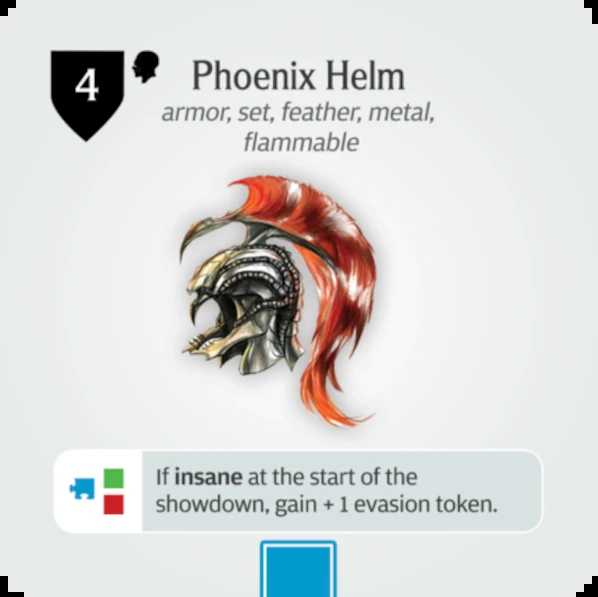 4
Phoenix Helm
armor, set, feather, metal,
flammable
If insane at the start of the
showdown, gain + 1 evasion token.